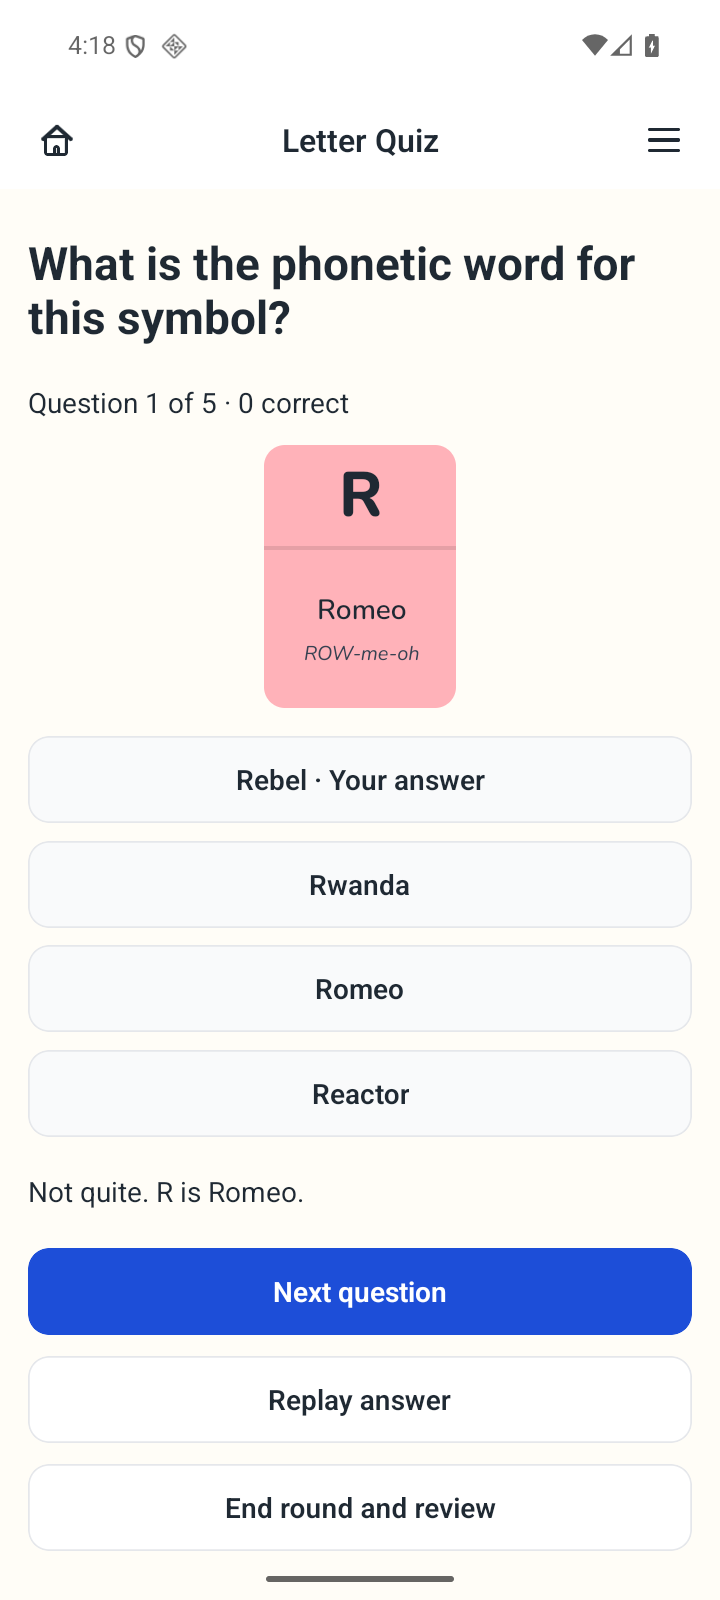 4:18
Letter Quiz
What is the phonetic word for
this symbol?
Question 1 of 5 · 0 correct
R
Romeo
ROW-me-oh
Rebel · Your answer
Rwanda
Romeo
Reactor
Not quite. R is Romeo.
Next question
Replay answer
End round and review